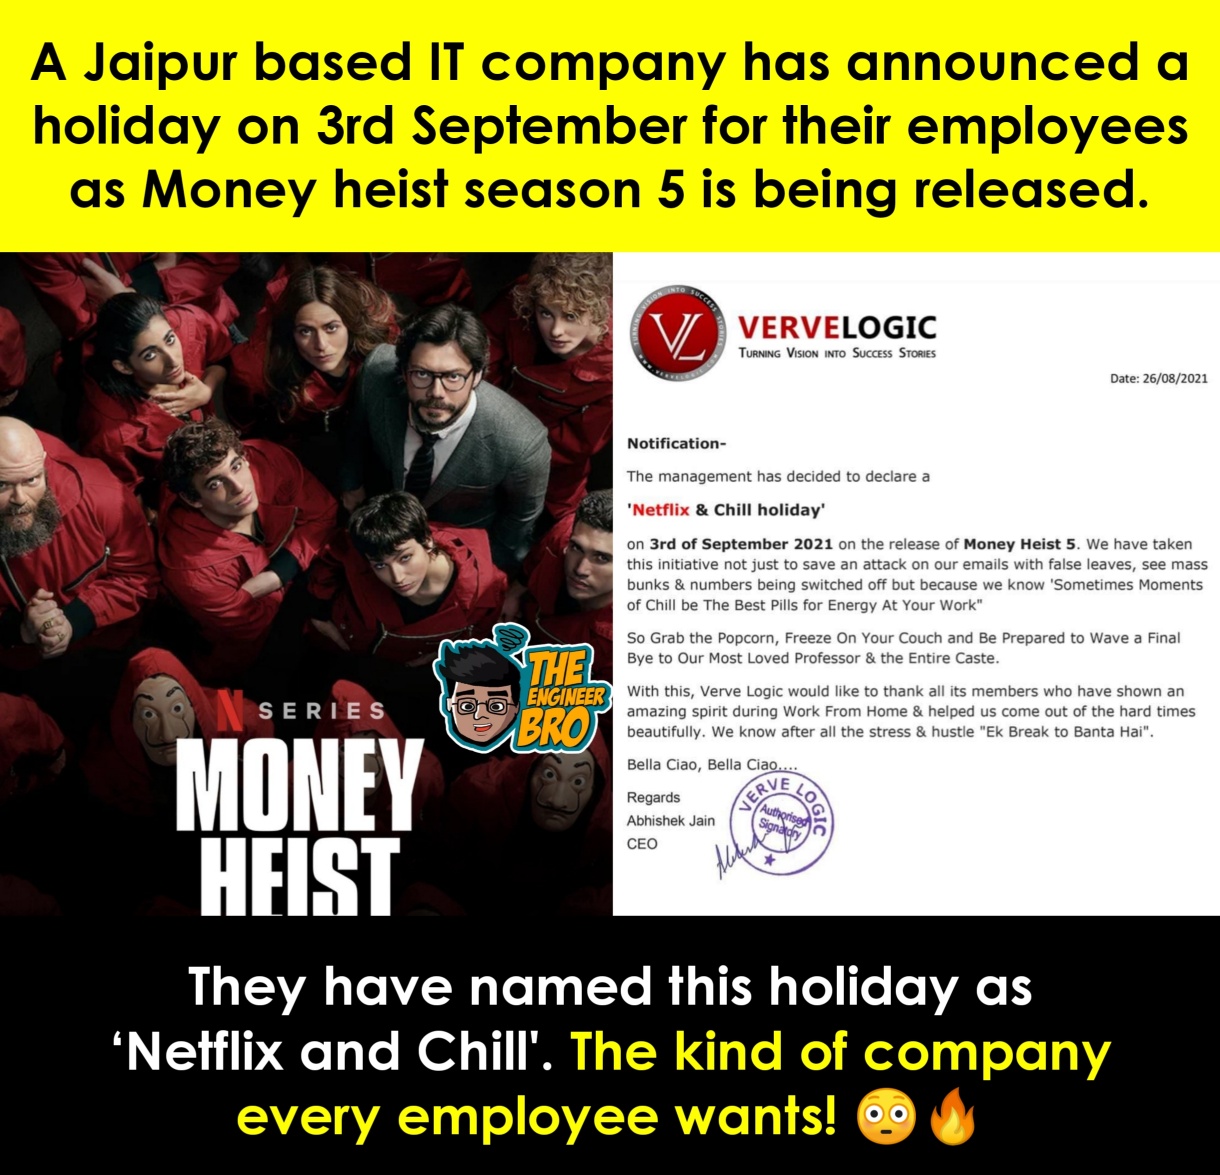 A Jaipur based IT company has announced a
holiday on 3rd September for their employees
as Money heist season 5 is being released.
N SERIES
MONEY
HEIST
THE
ENGINEER
BRO
TURNING VISION INTO SUCCESS STORIES
VL
VERVELOGIC
TURNING VISION INTO SUCCESS STORIES
Date: 26/08/2021
Notification-
The management has decided to declare a
'Netflix & Chill holiday'
on 3rd of September 2021 on the release of Money Heist 5. We have taken
this initiative not just to save an attack on our emails with false leaves, see mass
bunks & numbers being switched off but because we know 'Sometimes Moments
of Chill be The Best Pills for Energy At Your Work"
So Grab the Popcorn, Freeze On Your Couch and Be Prepared to Wave a Final
Bye to Our Most Loved Professor & the Entire Caste.
With this, Verve Logic would like to thank all its members who have shown an
amazing spirit during Work From Home & helped us come out of the hard times
beautifully. We know after all the stress & hustle "Ek Break to Banta Hai".
Bella Ciao, Bella Ciao....
Regards
Abhishek Jain
CEO
VERVE LOGIC
Authorised
Signatory
They have named this holiday as
‘Netflix and Chill'. The kind of company
every employee wants! 😳🔥